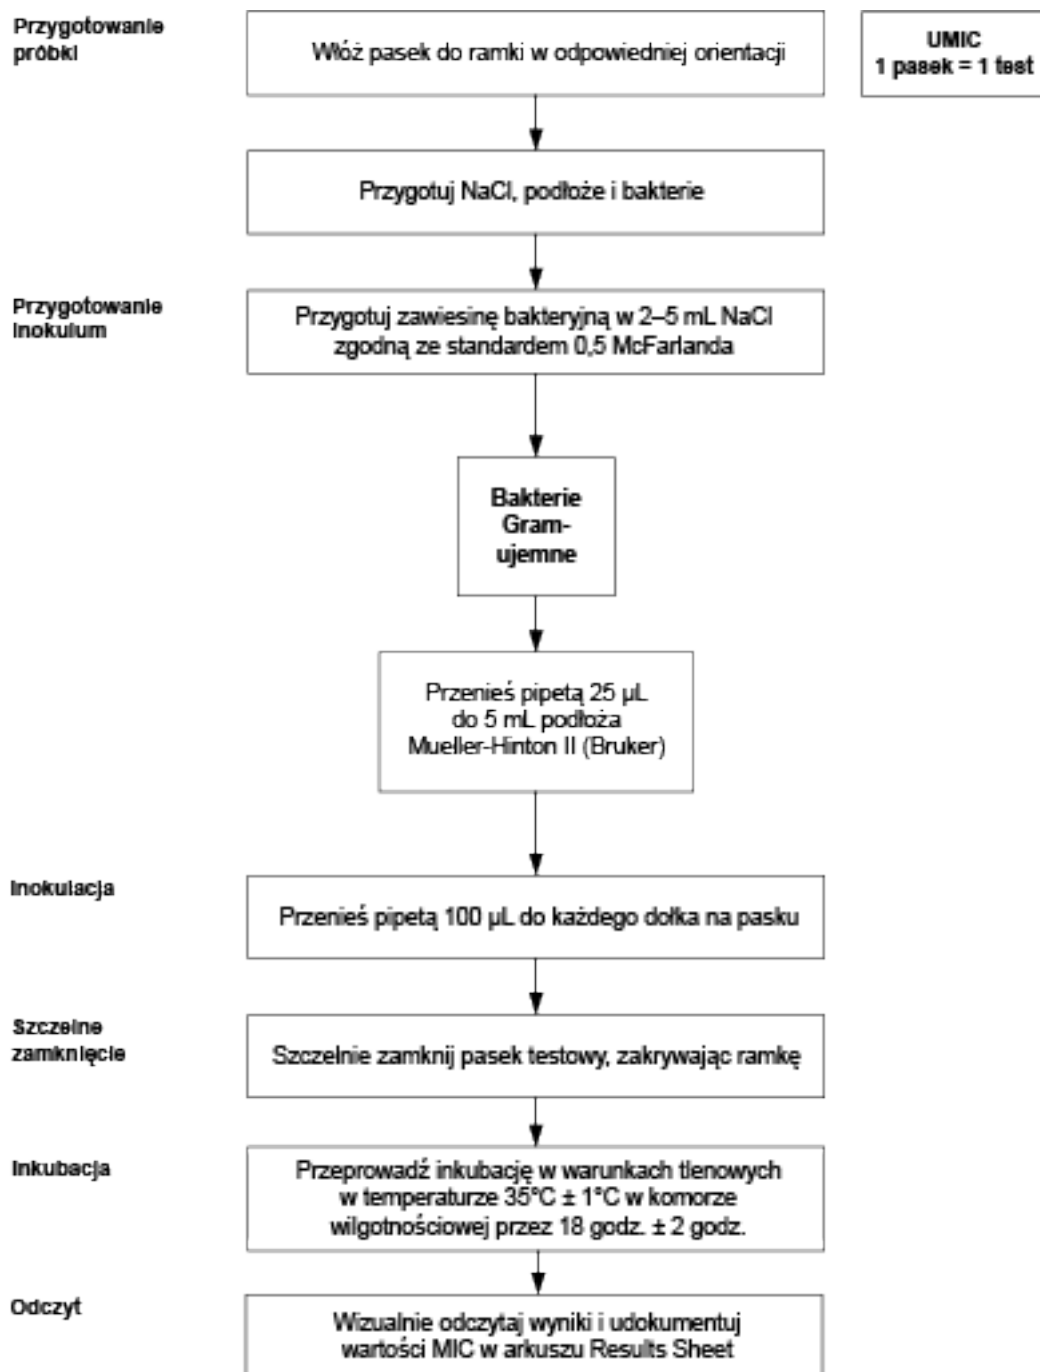 Przygotowanie
próbki
Włóż pasek do ramki w odpowiedniej orientacji
UMIC
1 pasek = 1 test
Przygotuj NaCl, podłoże i bakterie
Przygotowanie
Inokulum
Przygotuj zawiesinę bakteryjną w 2–5 mL NaCl
zgodną ze standardem 0,5 McFarlanda
Bakterie
Gram-
ujemne
Przenieś pipetą 25 µL
do 5 mL podłoża
Mueller-Hinton II (Bruker)
Inokulacja
Przenieś pipetą 100 µL do każdego dołka na pasku
Szczelne
zamknięcie
Szczelnie zamknij pasek testowy, zakrywając ramkę
Inkubacja
Przeprowadź inkubację w warunkach tlenowych
w temperaturze 35°C ± 1°C w komorze
wilgotnościowej przez 18 godz. ± 2 godz.
Odczyt
Wizualnie odczytaj wyniki i udokumentuj
wartości MIC w arkuszu Results Sheet